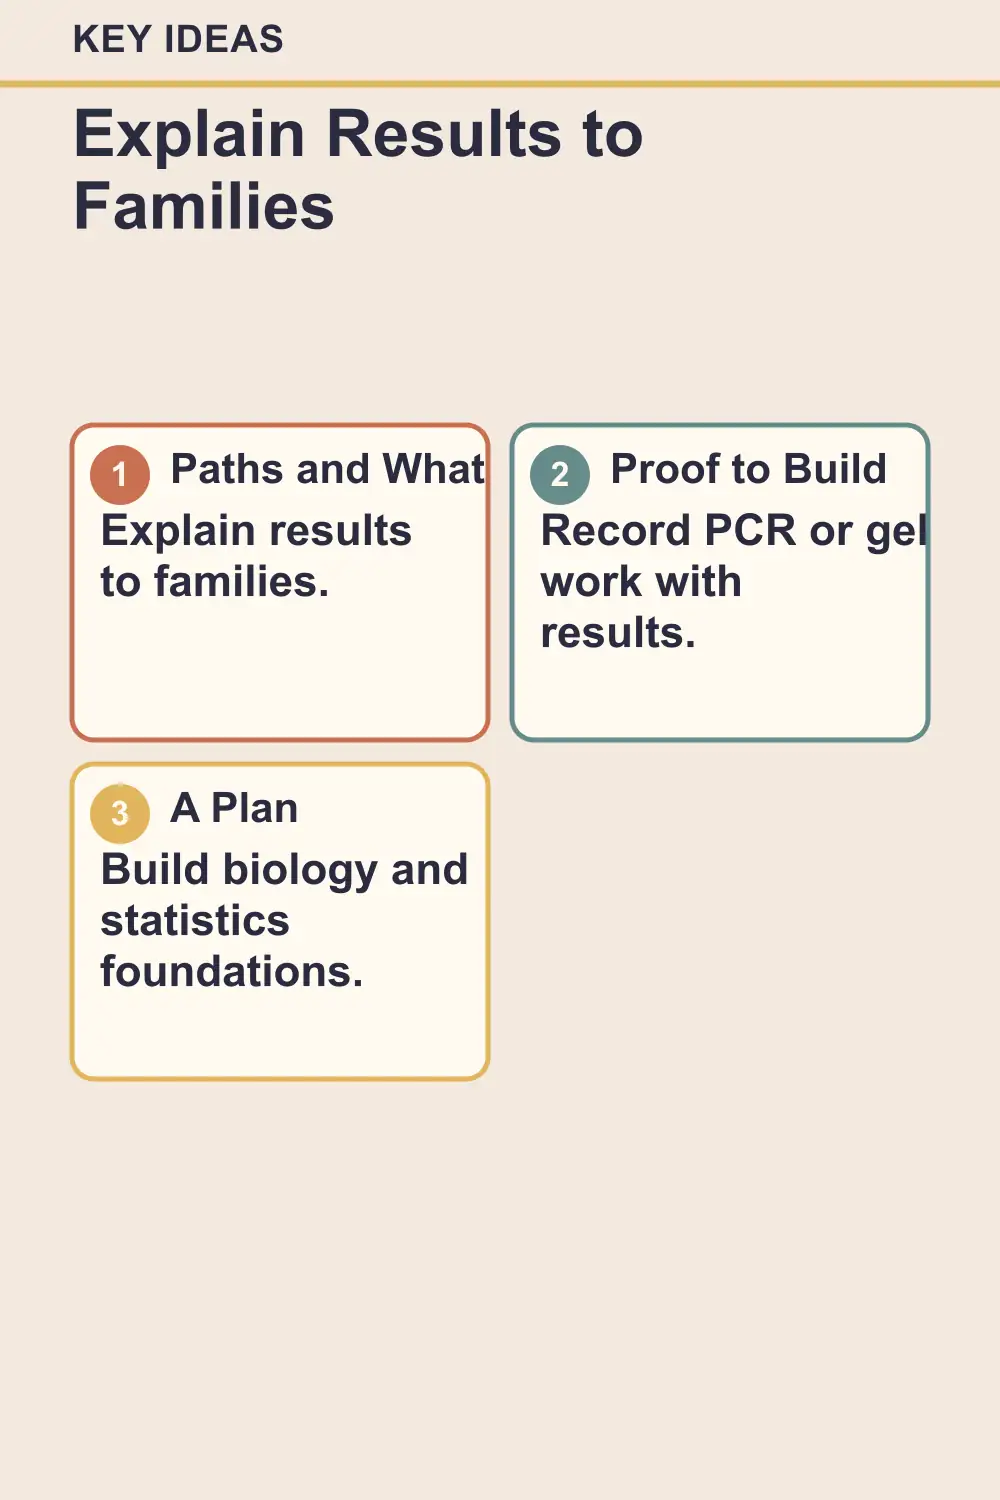 KEY IDEAS
Explain Results to
Families
1 Paths and What
Explain results
to families.
2 Proof to Build
Record PCR or gel
work with
results.
3 A Plan
Build biology and
statistics
foundations.